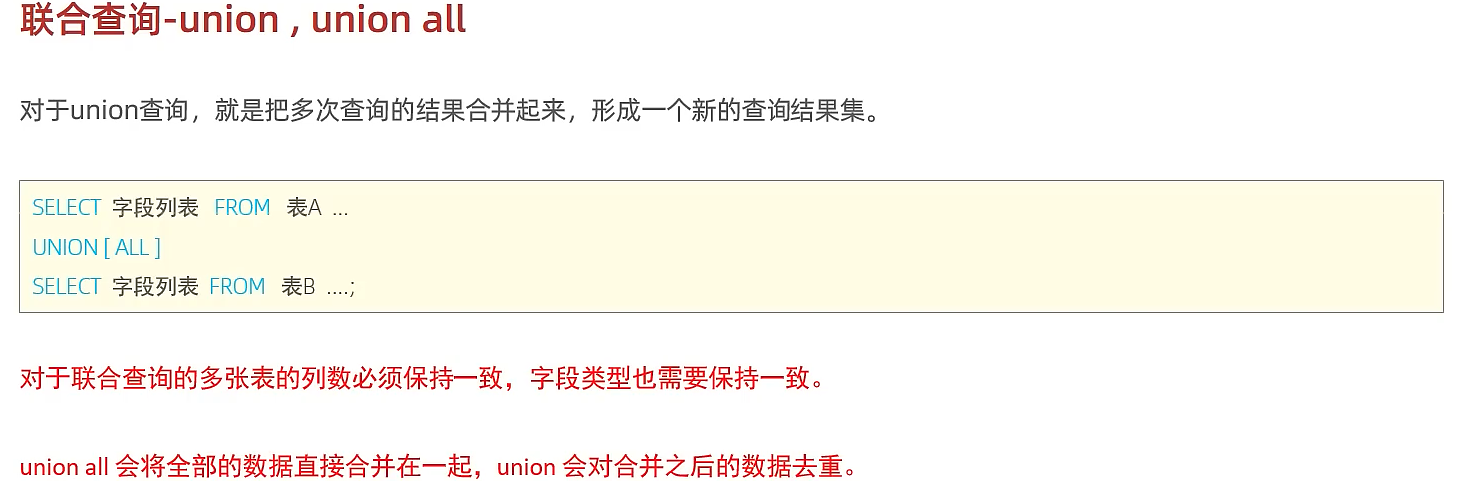 联合查询-union , union all
对于union查询，就是把多次查询的结果合并起来，形成一个新的查询结果集。
SELECT 字段列表 FROM 表A ...
UNION [ ALL ]
SELECT 字段列表 FROM 表B ....;
对于联合查询的多张表的列数必须保持一致，字段类型也需要保持一致。
union all 会将全部的数据直接合并在一起，union 会对合并之后的数据去重。